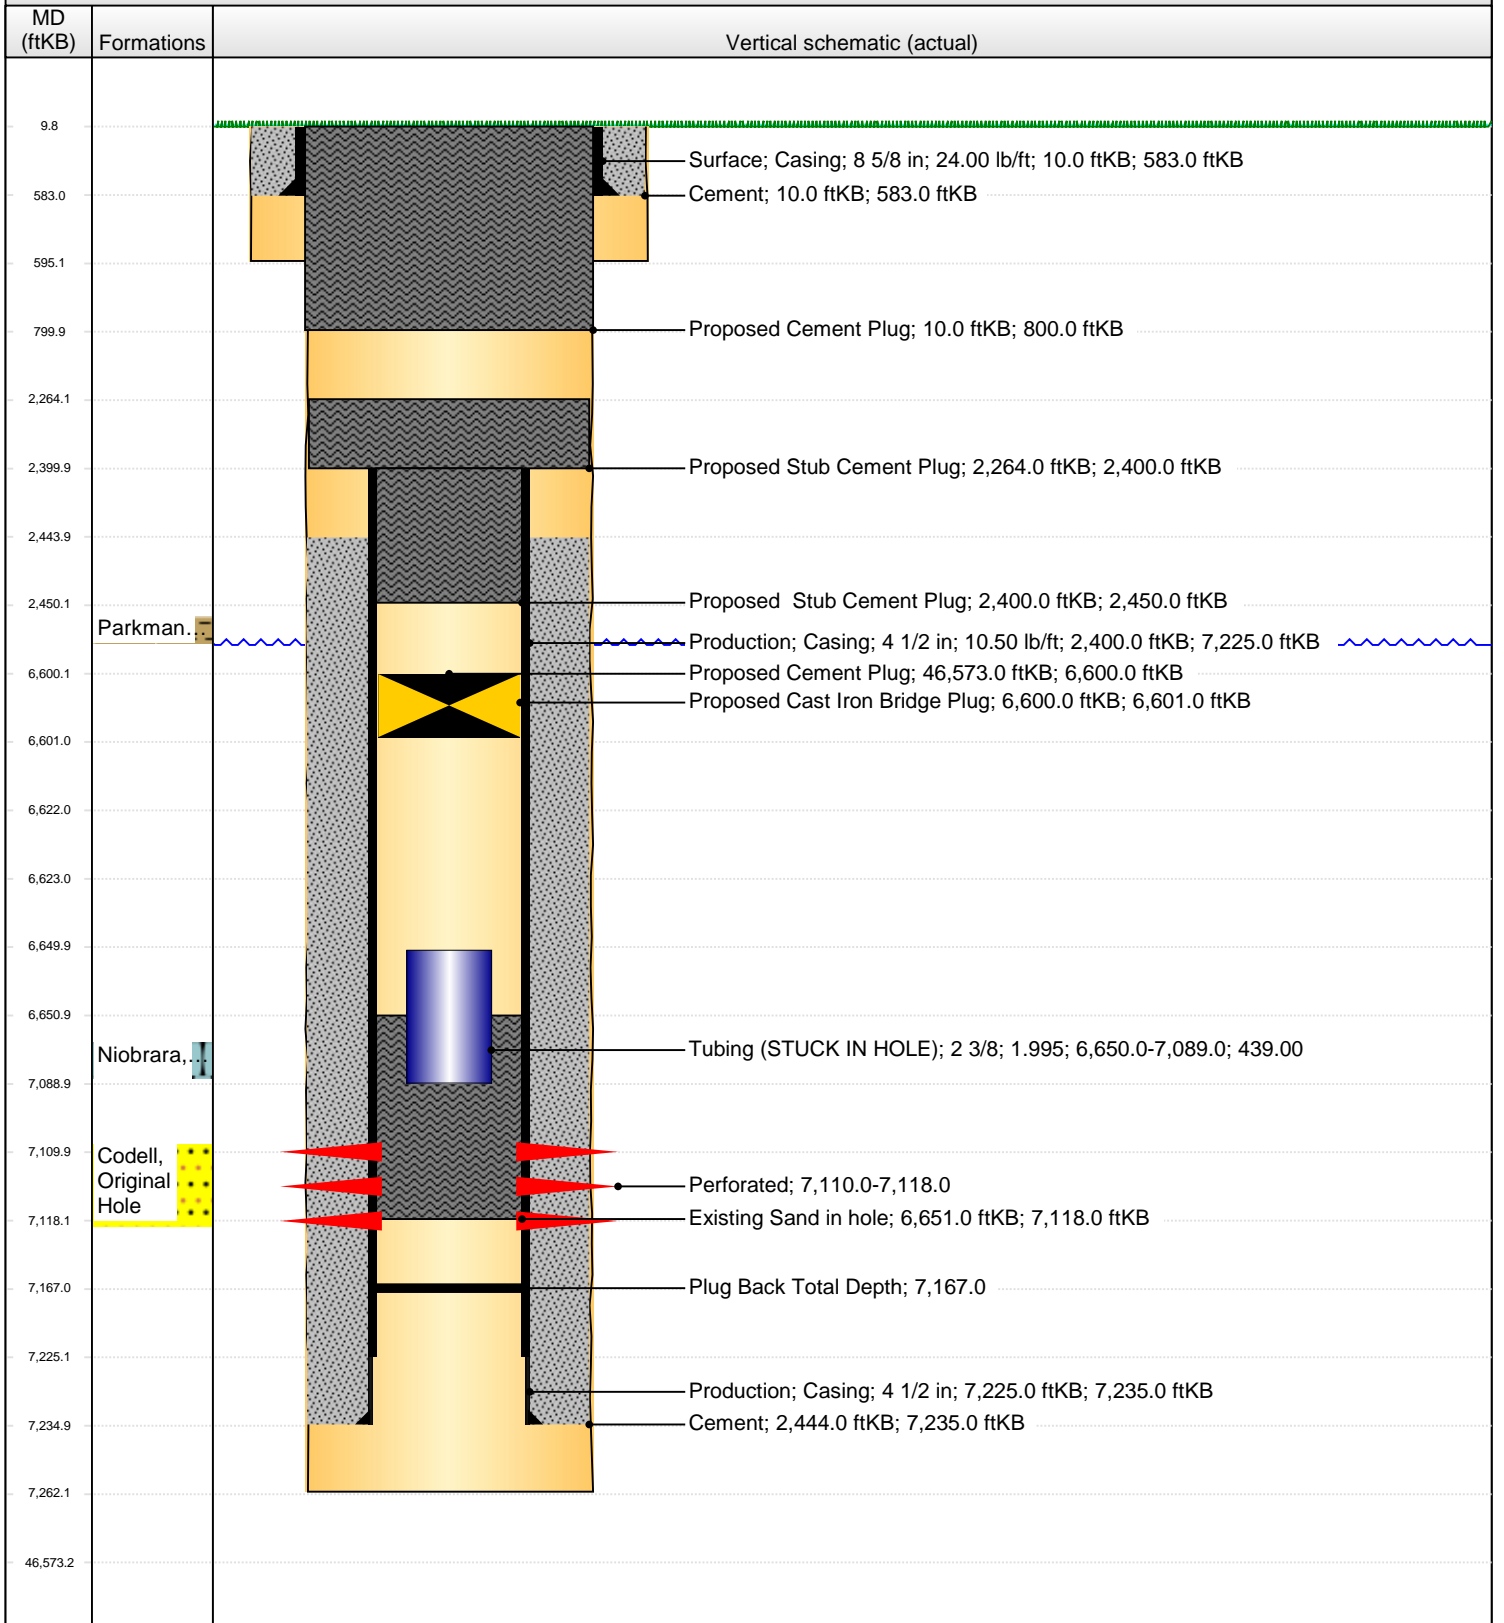 MD
(ftKB)
Formations
Vertical schematic (actual)
9.8
Surface; Casing; 8 5/8 in; 24.00 lb/ft; 10.0 ftKB; 583.0 ftKB
583.0
Cement; 10.0 ftKB; 583.0 ftKB
595.1
799.9
Proposed Cement Plug; 10.0 ftKB; 800.0 ftKB
2,264.1
2,399.9
Proposed Stub Cement Plug; 2,264.0 ftKB; 2,400.0 ftKB
2,443.9
2,450.1
Proposed  Stub Cement Plug; 2,400.0 ftKB; 2,450.0 ftKB
Parkman...
Production; Casing; 4 1/2 in; 10.50 lb/ft; 2,400.0 ftKB; 7,225.0 ftKB
6,600.1
Proposed Cement Plug; 46,573.0 ftKB; 6,600.0 ftKB
Proposed Cast Iron Bridge Plug; 6,600.0 ftKB; 6,601.0 ftKB
6,601.0
6,622.0
6,623.0
6,649.9
6,650.9
Niobrara,...
Tubing (STUCK IN HOLE); 2 3/8; 1.995; 6,650.0-7,089.0; 439.00
7,088.9
7,109.9
Codell,
Original
Hole
Perforated; 7,110.0-7,118.0
7,118.1
Existing Sand in hole; 6,651.0 ftKB; 7,118.0 ftKB
7,167.0
Plug Back Total Depth; 7,167.0
7,225.1
Production; Casing; 4 1/2 in; 7,225.0 ftKB; 7,235.0 ftKB
7,234.9
Cement; 2,444.0 ftKB; 7,235.0 ftKB
7,262.1
46,573.2